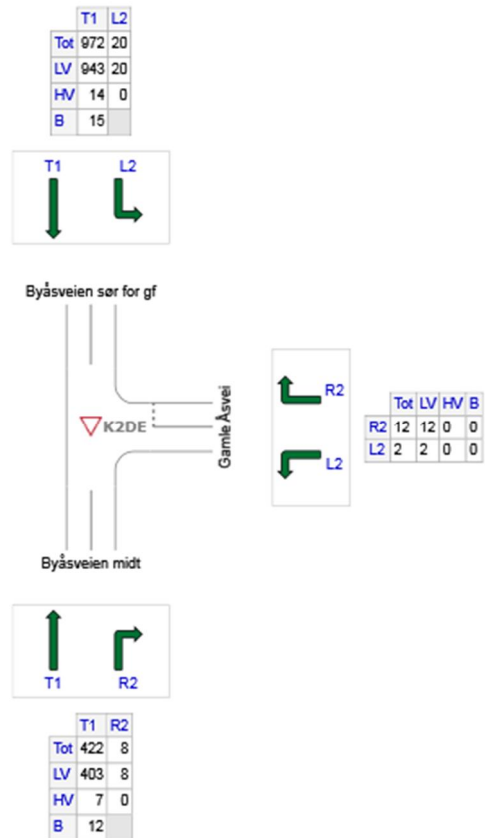 T1 L2
Tot 972 20
LV 943 20
HV 14 0
B 15
T1 L2
Byåsveien sør for gf
K2DE
Gamle Åsvei
R2
L2
Tot LV HV B
R2 12 12 0 0
L2 2 2 0 0
Byåsveien midt
T1 R2
T1 R2
Tot 422 8
LV 403 8
HV 7 0
B 12